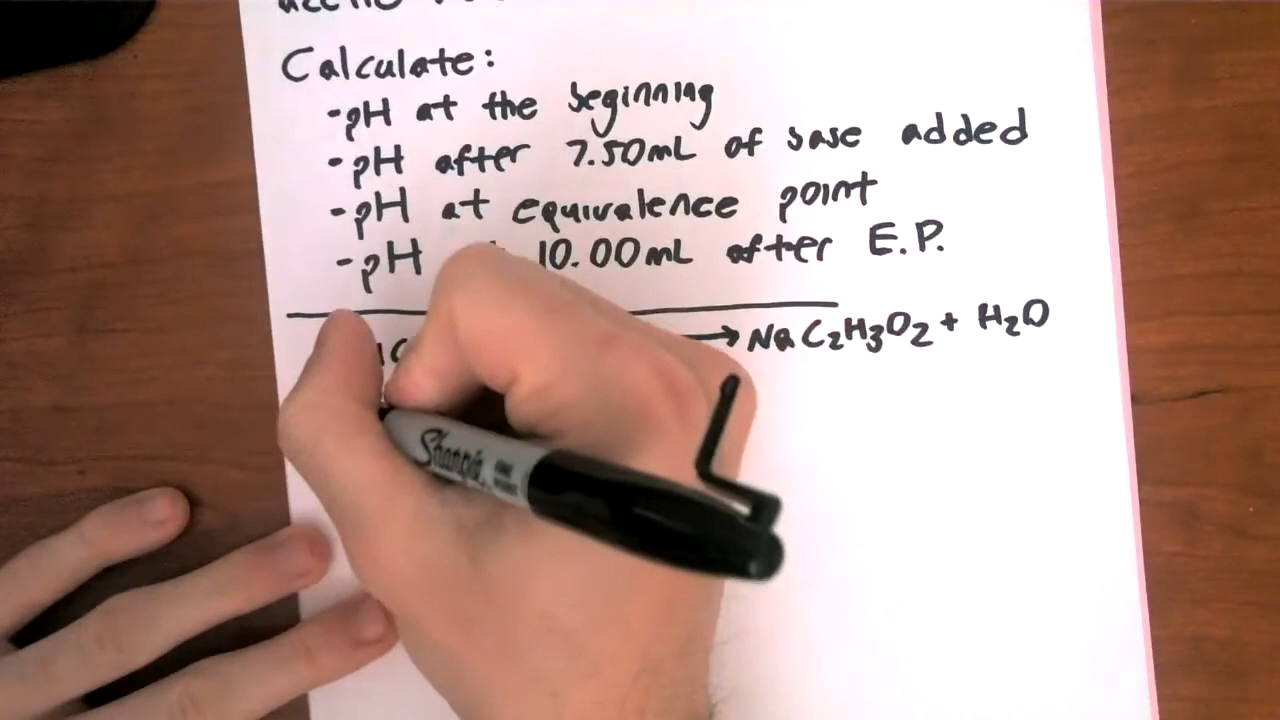 Calculate:
-pH at the beginning
-pH after 7.50mL of base added
-pH at equivalence point
-pH 10.00mL after E.P.
→ NaC₂H₃O₂ + H₂O
Sharpie